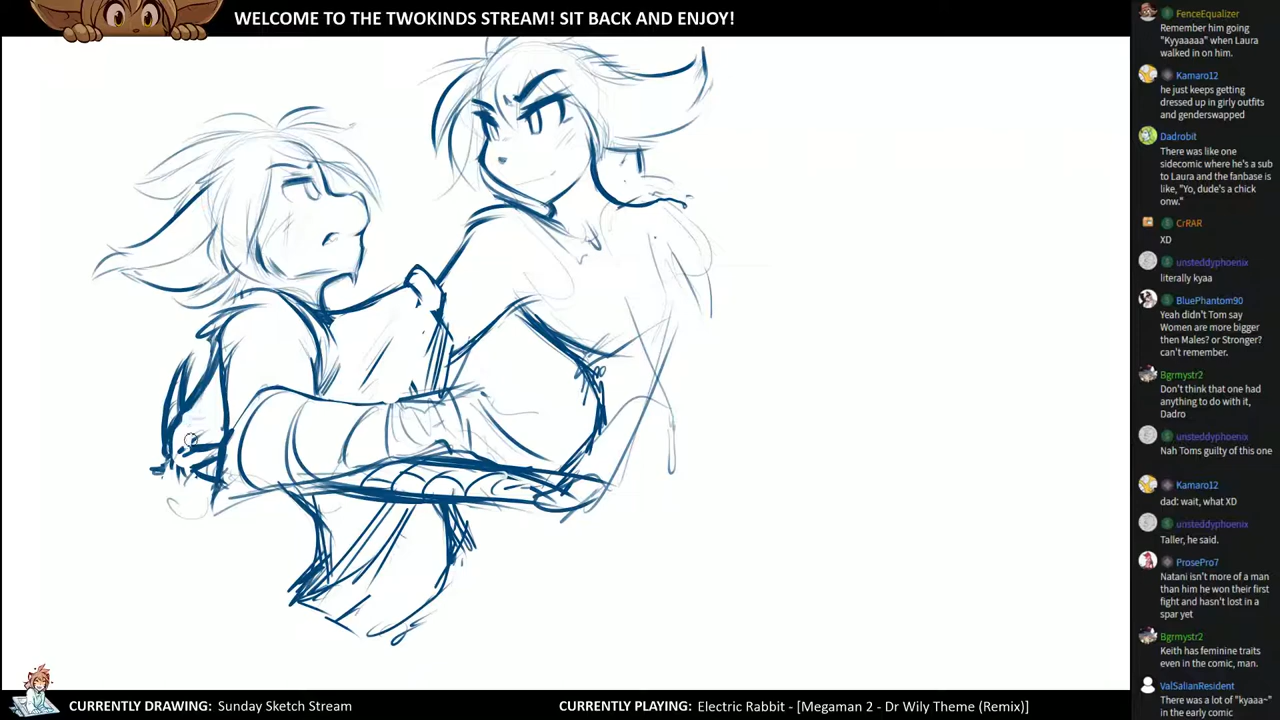 WELCOME TO THE TWOKINDS STREAM! SIT BACK AND ENJOY!
FenceEqualizer
Remember him going
"Kyyaaaaa" when Laura
walked in on him.
Kamaro12
he just keeps getting
dressed up in girly outfits
and genderswapped
Dadrobit
There was like one
sidecomic where he's a sub
to Laura and the fanbase is
like, "Yo, dude's a chick
onw."
CrRAR
XD
unsteddyphoenix
literally kyaa
BluePhantom90
Yeah didn't Tom say
Women are more bigger
then Males? or Stronger?
can't remember.
Bgrmystr2
Don't think that one had
anything to do with it,
Dadro
unsteddyphoenix
Nah Toms guilty of this one
Kamaro12
dad: wait, what XD
unsteddyphoenix
Taller, he said.
ProsePro7
Natani isn't more of a man
than him he won their first
fight and hasn't lost in a
spar yet
Bgrmystr2
Keith has feminine traits
even in the comic, man.
ValSalianResident
There was a lot of "kyaaa~"
in the early comic
CURRENTLY DRAWING: Sunday Sketch Stream
CURRENTLY PLAYING: Electric Rabbit - [Megaman 2 - Dr Wily Theme (Remix)]